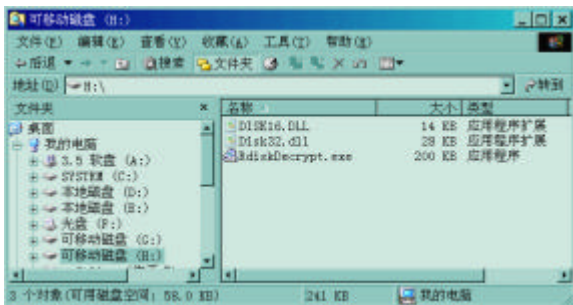 可移动磁盘 (H:)
文件(F) 编辑(E) 查看(V) 收藏(A) 工具(T) 帮助(H)
后退 搜索 文件夹
地址(D) H:\ 转到
文件夹 × 名称 大小 类型
桌面
我的电脑
3.5 软盘 (A:)
SYSTEM (C:)
本地磁盘 (D:)
本地磁盘 (E:)
光盘 (F:)
可移动磁盘 (G:)
可移动磁盘 (H:)
DISK16.DLL 14 KB 应用程序扩展
Disk32.dll 28 KB 应用程序扩展
RdiskDecrypt.exe 200 KB 应用程序
3 个对象(可用磁盘空间: 58.0 KB) 241 KB 我的电脑